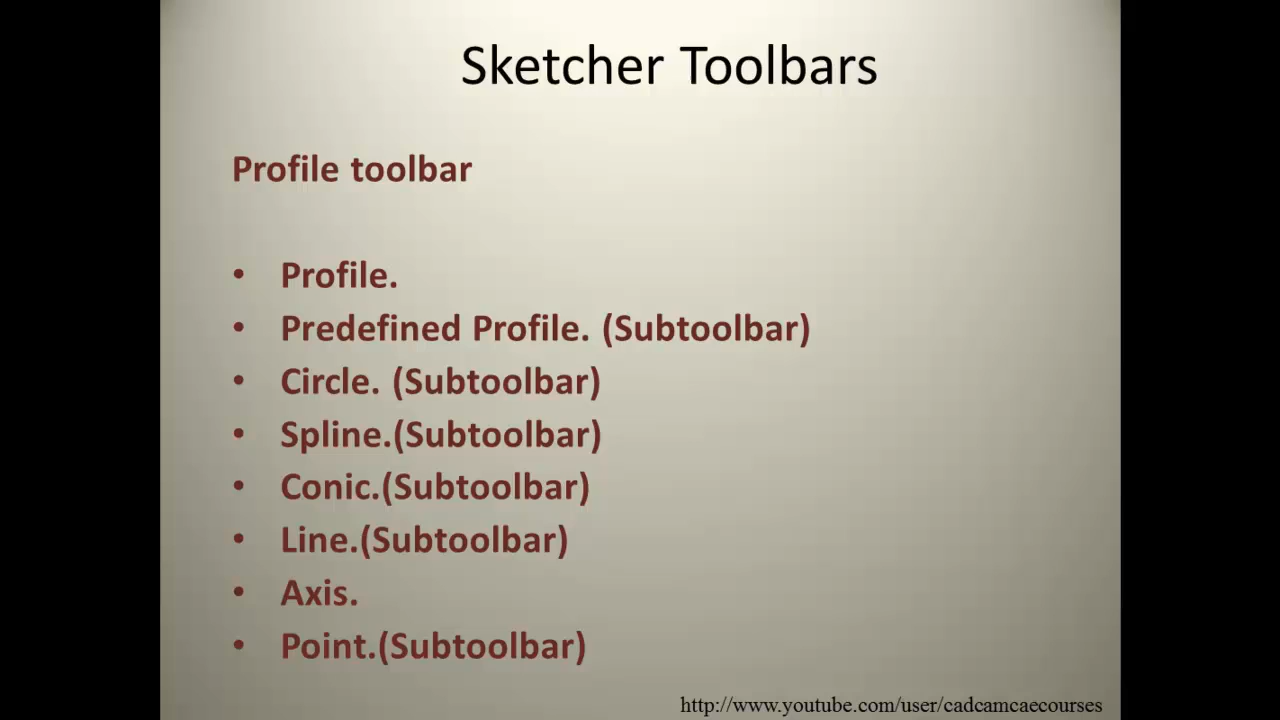 Sketcher Toolbars
Profile toolbar
• Profile.
• Predefined Profile. (Subtoolbar)
• Circle. (Subtoolbar)
• Spline.(Subtoolbar)
• Conic.(Subtoolbar)
• Line.(Subtoolbar)
• Axis.
• Point.(Subtoolbar)
http://www.youtube.com/user/cadcamcaecourses